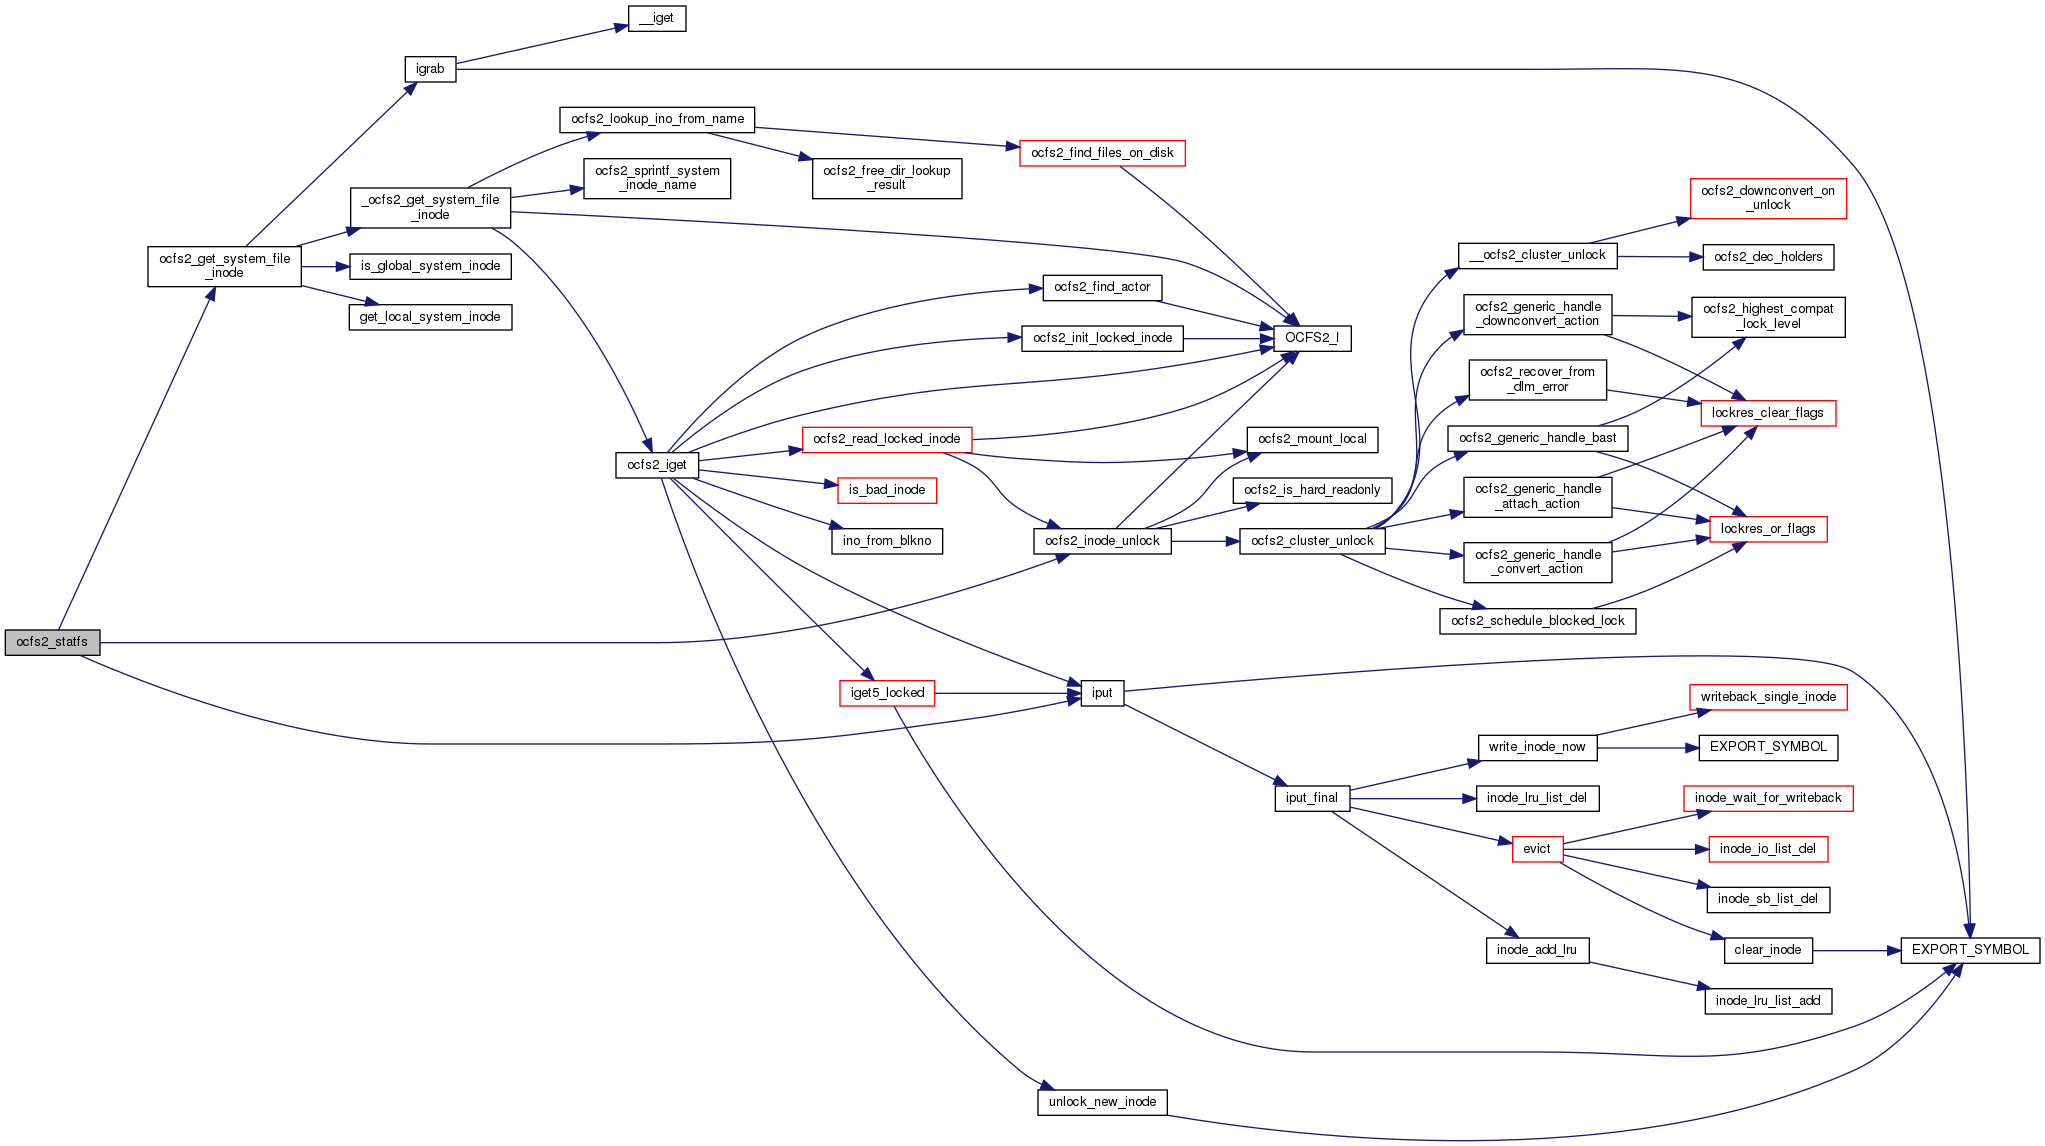 __iget
igrab
ocfs2_lookup_ino_from_name
ocfs2_find_files_on_disk
ocfs2_sprintf_system
_inode_name
ocfs2_free_dir_lookup
_result
_ocfs2_get_system_file
_inode
ocfs2_get_system_file
_inode
is_global_system_inode
get_local_system_inode
ocfs2_downconvert_on
_unlock
__ocfs2_cluster_unlock
ocfs2_dec_holders
ocfs2_find_actor
ocfs2_generic_handle
_downconvert_action
ocfs2_highest_compat
_lock_level
ocfs2_init_locked_inode
OCFS2_I
ocfs2_recover_from
_dlm_error
lockres_clear_flags
ocfs2_read_locked_inode
ocfs2_mount_local
ocfs2_generic_handle_bast
ocfs2_iget
is_bad_inode
ocfs2_is_hard_readonly
ocfs2_generic_handle
_attach_action
lockres_or_flags
ino_from_blkno
ocfs2_inode_unlock
ocfs2_cluster_unlock
ocfs2_generic_handle
_convert_action
ocfs2_schedule_blocked_lock
ocfs2_statfs
iget5_locked
iput
writeback_single_inode
write_inode_now
EXPORT_SYMBOL
iput_final
inode_lru_list_del
inode_wait_for_writeback
evict
inode_io_list_del
inode_sb_list_del
inode_add_lru
clear_inode
EXPORT_SYMBOL
inode_lru_list_add
unlock_new_inode